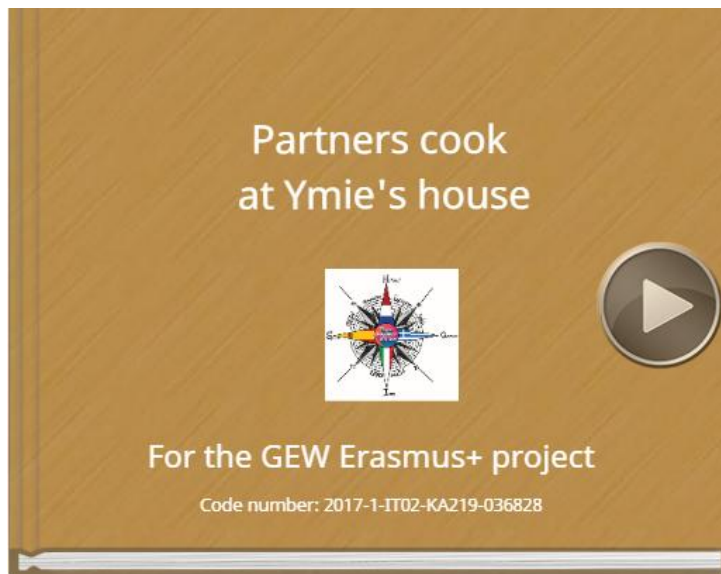 Partners cook
at Ymie's house
For the GEW Erasmus+ project
Code number: 2017-1-IT02-KA219-036828